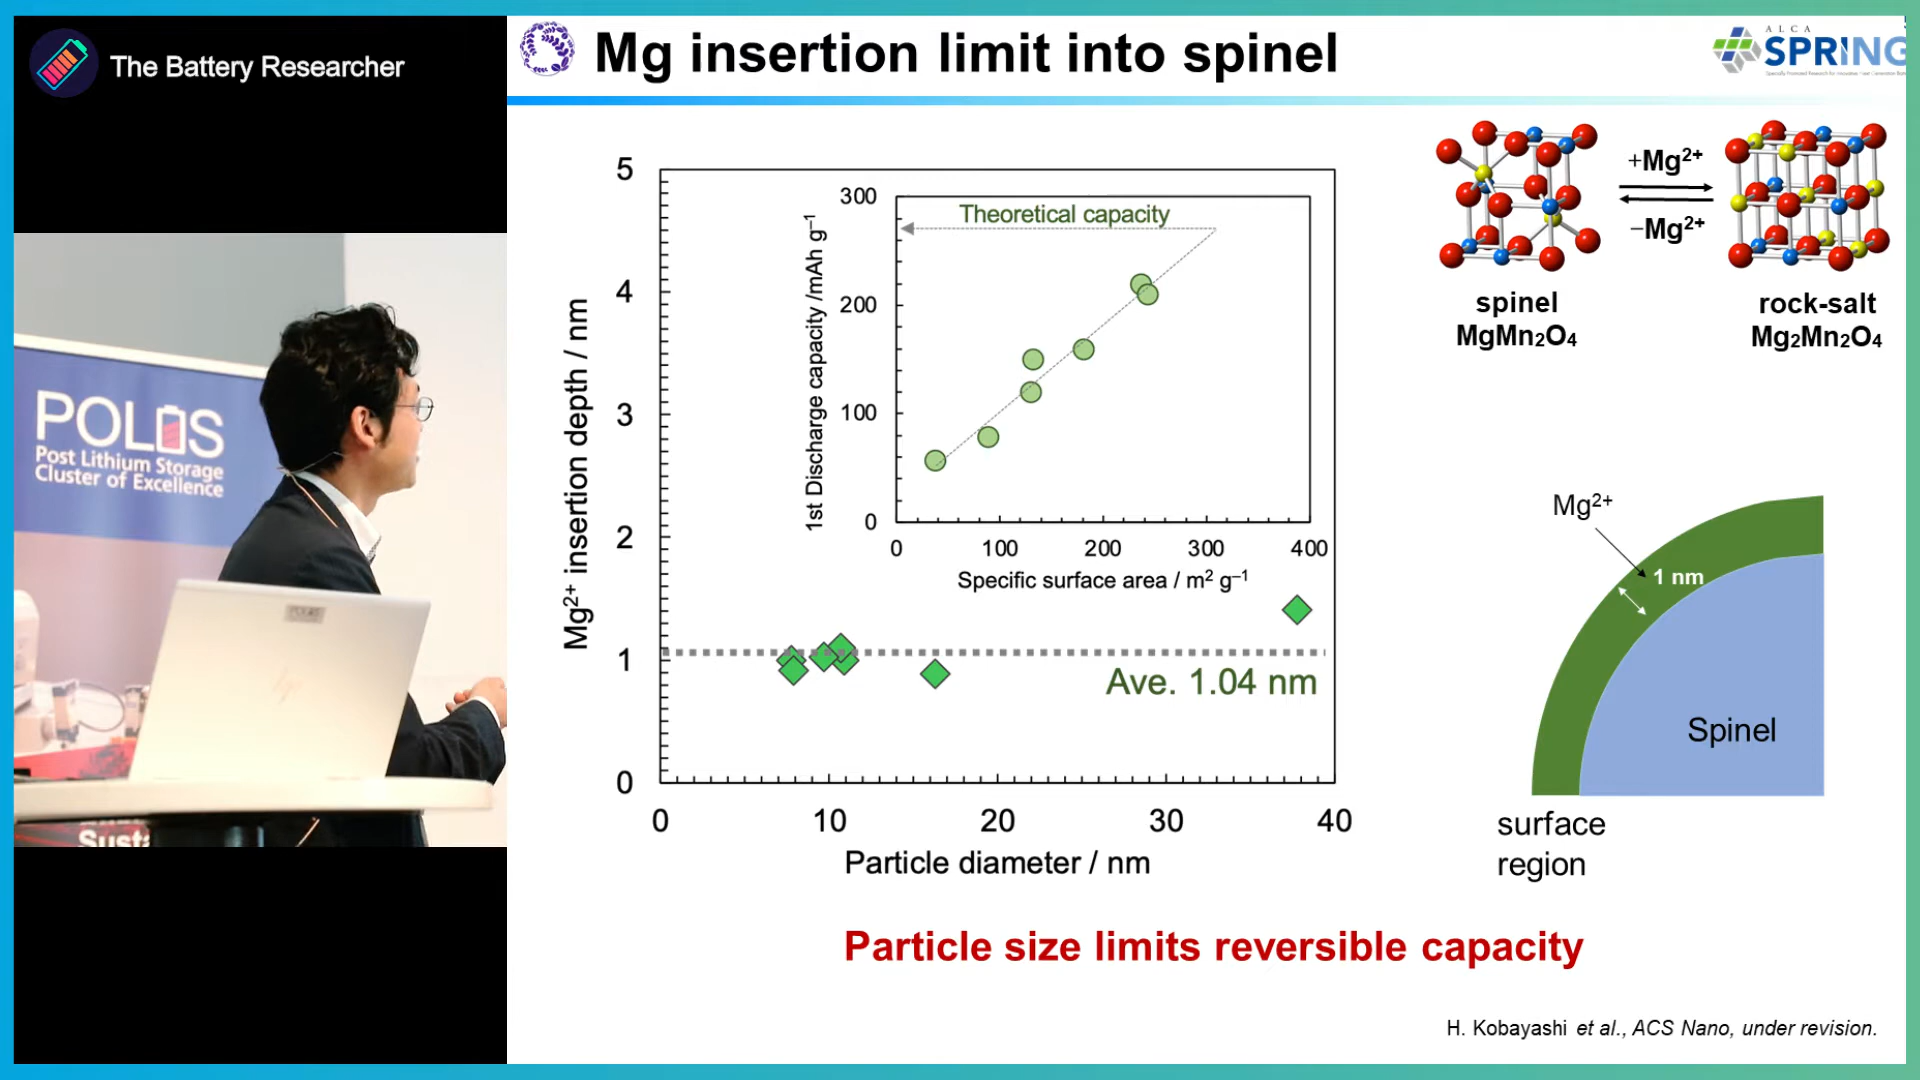 The Battery Researcher
POLiS
Post Lithium Storage
Cluster of Excellence
POLiS
Susta
Mg insertion limit into spinel
ALCA
SPRING
5
4
3
2
1
0
Mg²⁺ insertion depth / nm
0
10
20
30
40
Particle diameter / nm
Ave. 1.04 nm
300
200
100
0
1st Discharge capacity /mAh g⁻¹
Theoretical capacity
0
100
200
300
400
Specific surface area / m² g⁻¹
+Mg²⁺
−Mg²⁺
spinel
MgMn₂O₄
rock-salt
Mg₂Mn₂O₄
Mg²⁺
1 nm
Spinel
surface
region
Particle size limits reversible capacity
H. Kobayashi et al., ACS Nano, under revision.